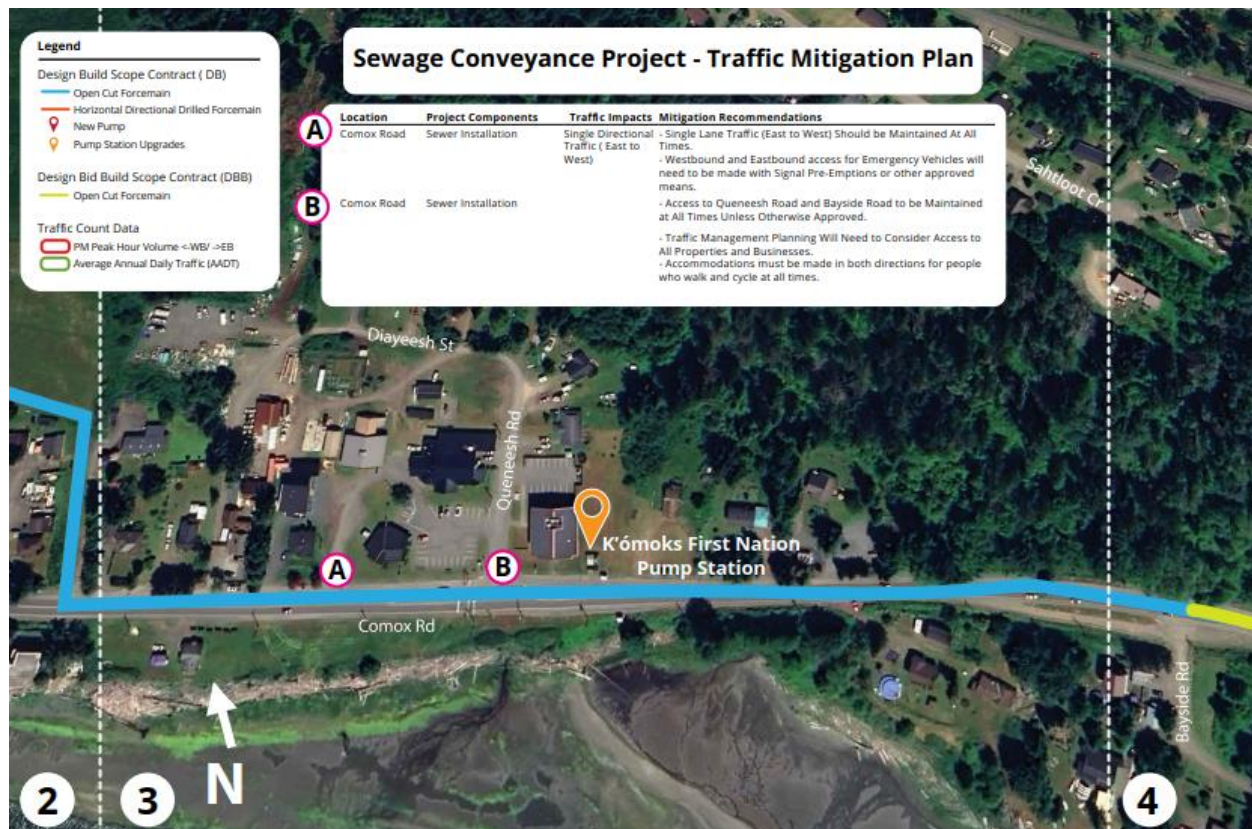 Legend
Design Build Scope Contract ( DB)
Open Cut Forcemain
Horizontal Directional Drilled Forcemain
New Pump
Pump Station Upgrades
Design Bid Build Scope Contract (DBB)
Open Cut Forcemain
Traffic Count Data
PM Peak Hour Volume <-WB/ ->EB
Average Annual Daily Traffic (AADT)
Sewage Conveyance Project - Traffic Mitigation Plan
Location Project Components Traffic Impacts Mitigation Recommendations
A
Comox Road Sewer Installation Single Directional - Single Lane Traffic (East to West) Should be Maintained At All
Traffic ( East to Times.
West) - Westbound and Eastbound access for Emergency Vehicles will
need to be made with Signal Pre-Emptions or other approved
means.
B
Comox Road Sewer Installation - Access to Queneesh Road and Bayside Road to be Maintained
at All Times Unless Otherwise Approved.
- Traffic Management Planning Will Need to Consider Access to
All Properties and Businesses.
- Accommodations must be made in both directions for people
who walk and cycle at all times.
Sahtloot Cr
Diayeesh St
Queneesh Rd
K'ómoks First Nation
Pump Station
A
B
Comox Rd
Bayside Rd
N
2
3
4